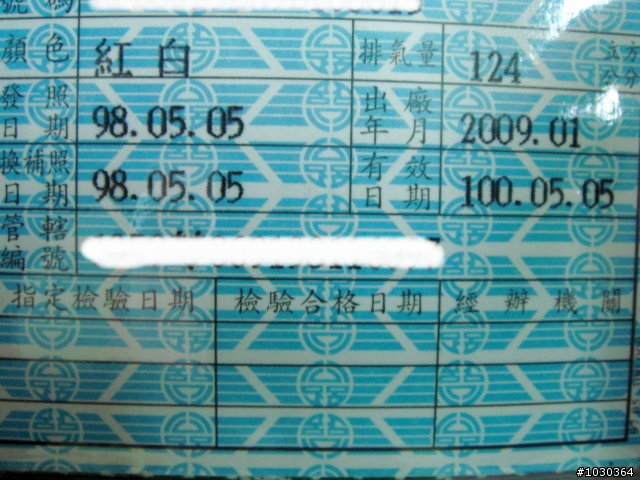 號碼
顏色 紅白 排氣量 124 立方公分
發照日期 98.05.05 出廠年月 2009.01
換補照日期 98.05.05 有效日期 100.05.05
管轄編號
指定檢驗日期 檢驗合格日期 經辦機關
#1030364